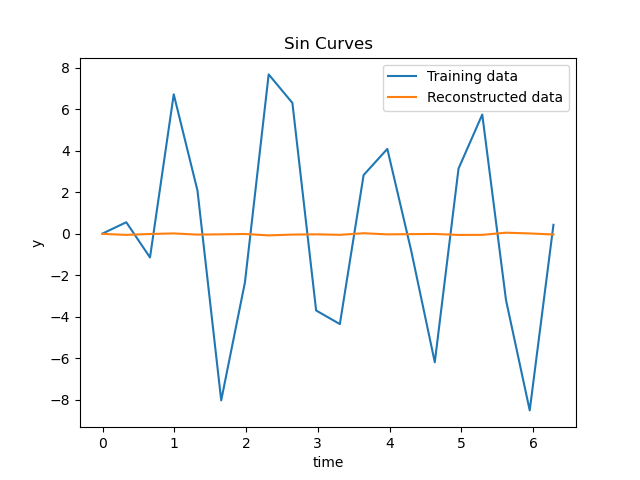 Sin Curves
Training data
Reconstructed data
8
6
4
2
0
−2
−4
−6
−8
y
0 1 2 3 4 5 6
time